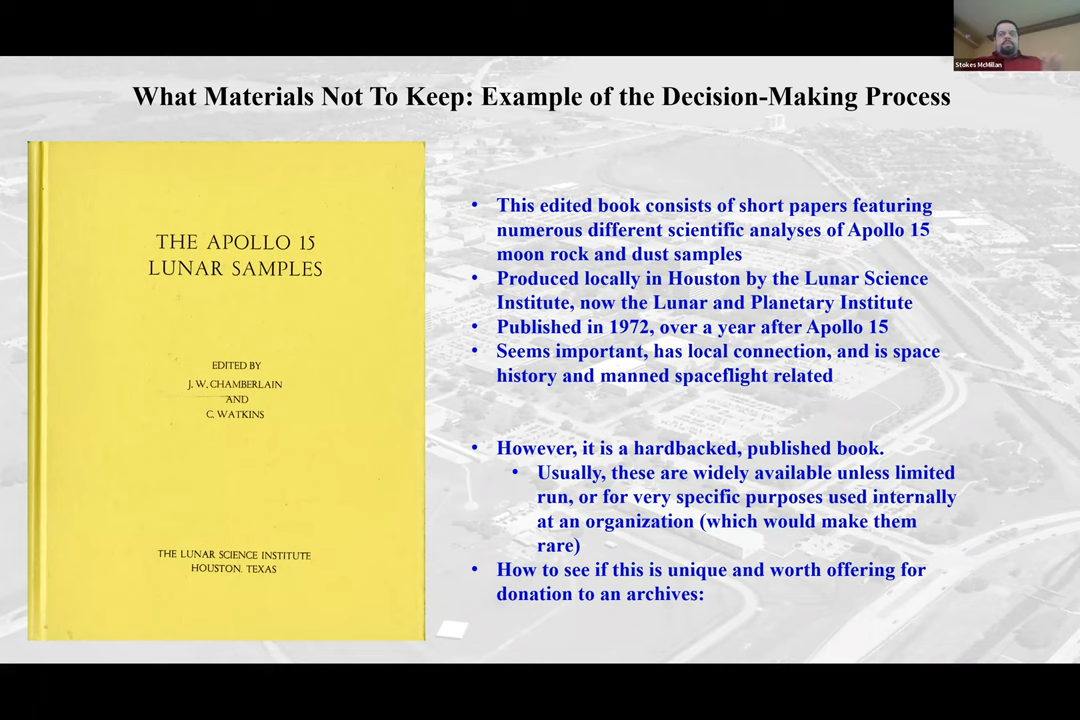 Stokes McMillan
What Materials Not To Keep: Example of the Decision-Making Process
THE APOLLO 15
LUNAR SAMPLES
EDITED BY
J. W. CHAMBERLAIN
AND
C. WATKINS
THE LUNAR SCIENCE INSTITUTE
HOUSTON, TEXAS
• This edited book consists of short papers featuring
numerous different scientific analyses of Apollo 15
moon rock and dust samples
• Produced locally in Houston by the Lunar Science
Institute, now the Lunar and Planetary Institute
• Published in 1972, over a year after Apollo 15
• Seems important, has local connection, and is space
history and manned spaceflight related
• However, it is a hardbacked, published book.
• Usually, these are widely available unless limited
run, or for very specific purposes used internally
at an organization (which would make them
rare)
• How to see if this is unique and worth offering for
donation to an archives: